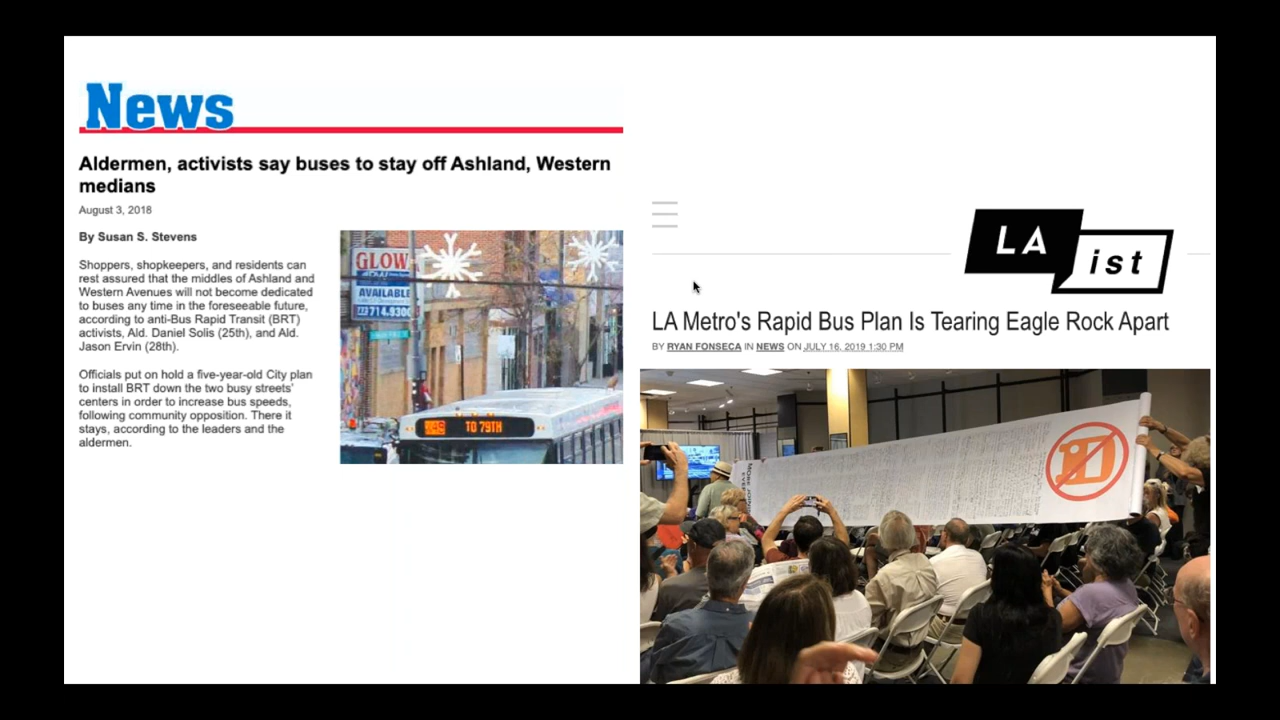 News
Aldermen, activists say buses to stay off Ashland, Western
medians
August 3, 2018
By Susan S. Stevens
Shoppers, shopkeepers, and residents can
rest assured that the middles of Ashland and
Western Avenues will not become dedicated
to buses any time in the foreseeable future,
according to anti-Bus Rapid Transit (BRT)
activists, Ald. Daniel Solis (25th), and Ald.
Jason Ervin (28th).
Officials put on hold a five-year-old City plan
to install BRT down the two busy streets'
centers in order to increase bus speeds,
following community opposition. There it
stays, according to the leaders and the
aldermen.
GLOW
AVAILABLE
773 714.9300
TO 79TH
LA
ist
LA Metro's Rapid Bus Plan Is Tearing Eagle Rock Apart
BY RYAN FONSECA IN NEWS ON JULY 16, 2019 1:30 PM